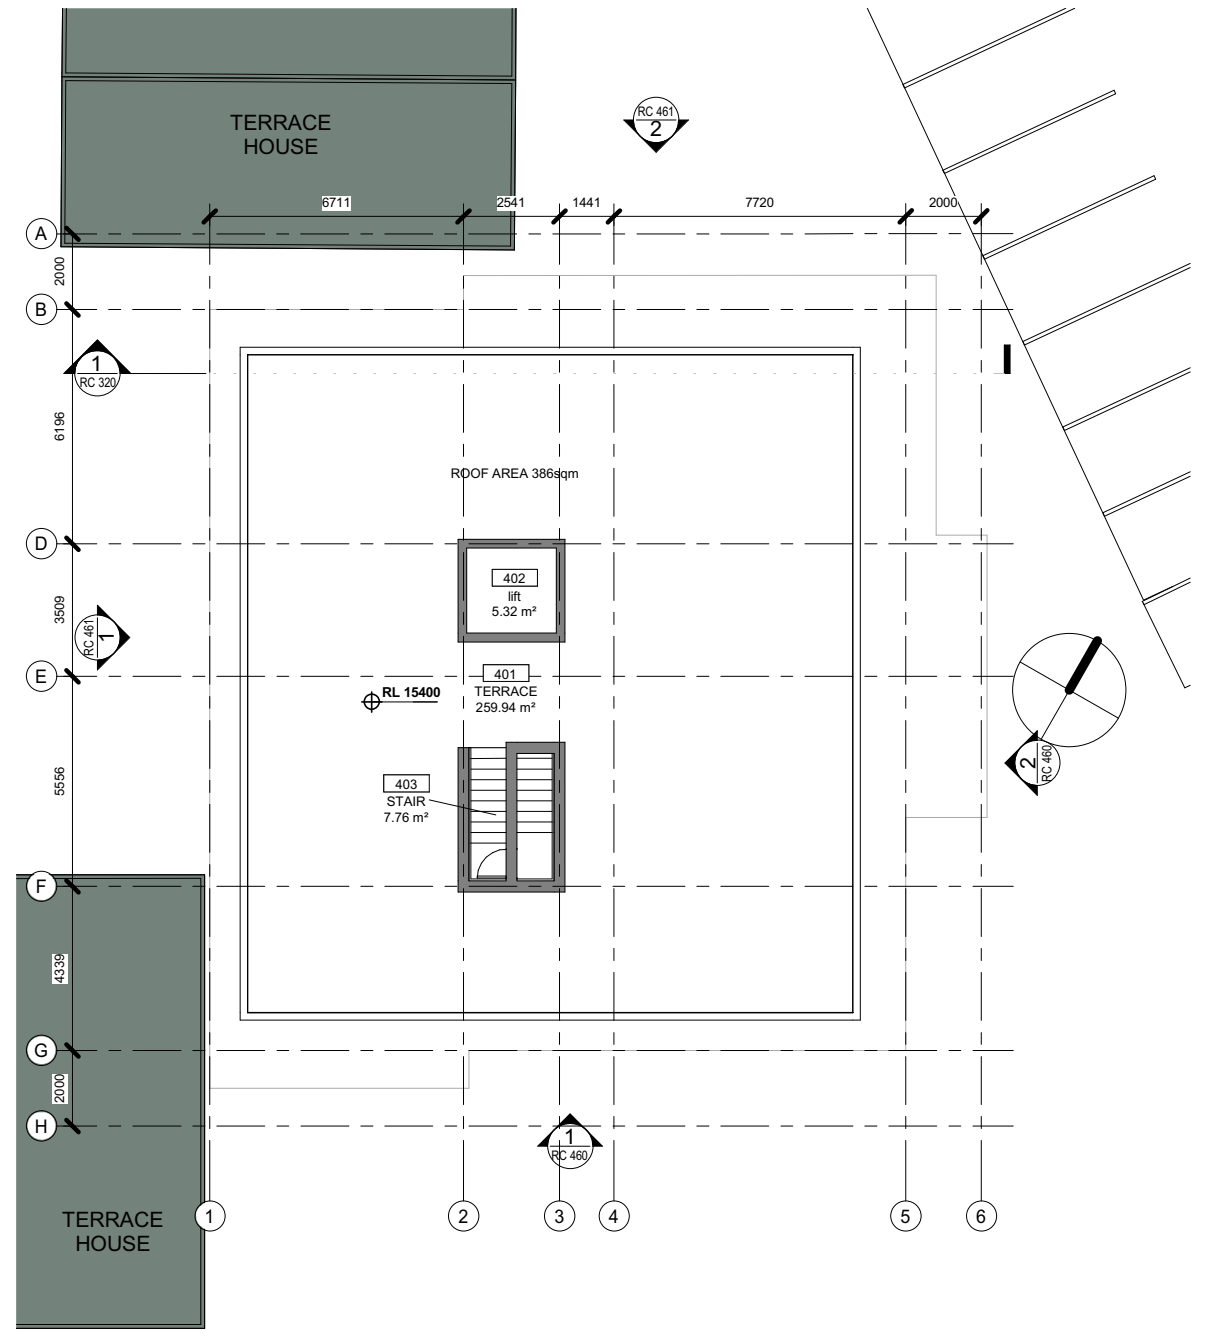 TERRACE
HOUSE
RC 461
2
6711
2541
1441
7720
2000
A
2000
B
1
RC 320
6196
ROOF AREA 386sqm
D
402
lift
5.32 m²
3509
RC 461
1
E
401
TERRACE
259.94 m²
RL 15400
2
RC 460
5556
403
STAIR
7.76 m²
F
4339
G
2000
H
1
RC 460
TERRACE
HOUSE
1
2
3
4
5
6